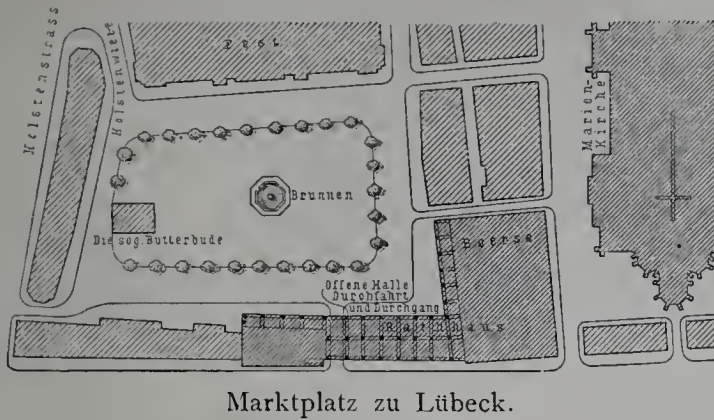 Post
Holstenstrass
Holstenwiete
Marien-
Kirche
Brunnen
Die sog. Butterbude
Boerse
Offene Halle
Durchfahrt
und Durchgang
Rathhaus
Marktplatz zu Lübeck.